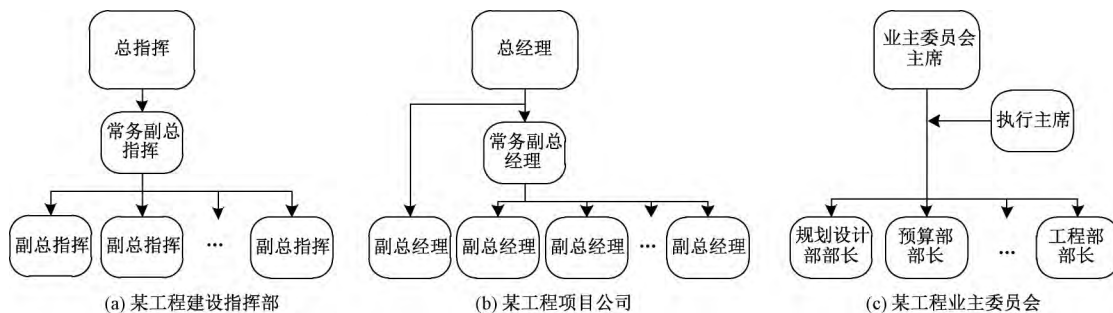 总指挥
常务副总
指挥
副总指挥
副总指挥
…
副总指挥
(a) 某工程建设指挥部
总经理
常务副总
经理
副总经理
副总经理
副总经理
…
副总经理
(b) 某工程项目公司
业主委员会
主席
执行主席
规划设计
部部长
预算部
部长
…
工程部
部长
(c) 某工程业主委员会